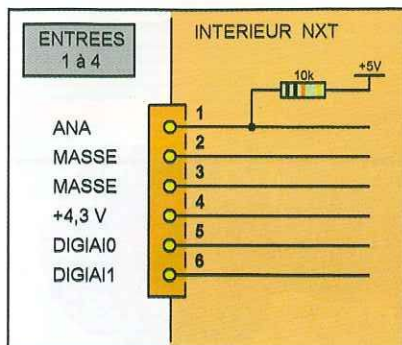 ENTREES
1 à 4
INTERIEUR NXT
10k
+5V
ANA
1
MASSE
2
MASSE
3
+4,3 V
4
DIGIAI0
5
DIGIAI1
6